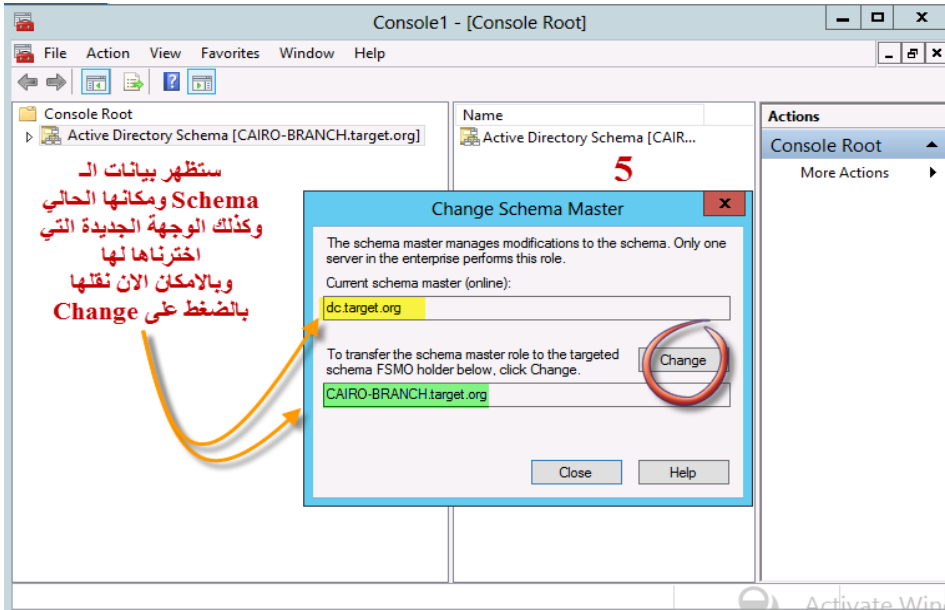 Console1 - [Console Root]
File Action View Favorites Window Help
Console Root
Active Directory Schema [CAIRO-BRANCH.target.org]
Name
Active Directory Schema [CAIR...
Actions
Console Root
More Actions
ستظهر بيانات الـ
Schema ومكانها الحالي
وكذلك الوجهة الجديدة التي
اخترناها لها
وبالامكان الان نقلها
بالضغط على Change
5
Change Schema Master
The schema master manages modifications to the schema. Only one
server in the enterprise performs this role.
Current schema master (online):
dc.target.org
To transfer the schema master role to the targeted
schema FSMO holder below, click Change.
Change
CAIRO-BRANCH.target.org
Close
Help
Activate Win